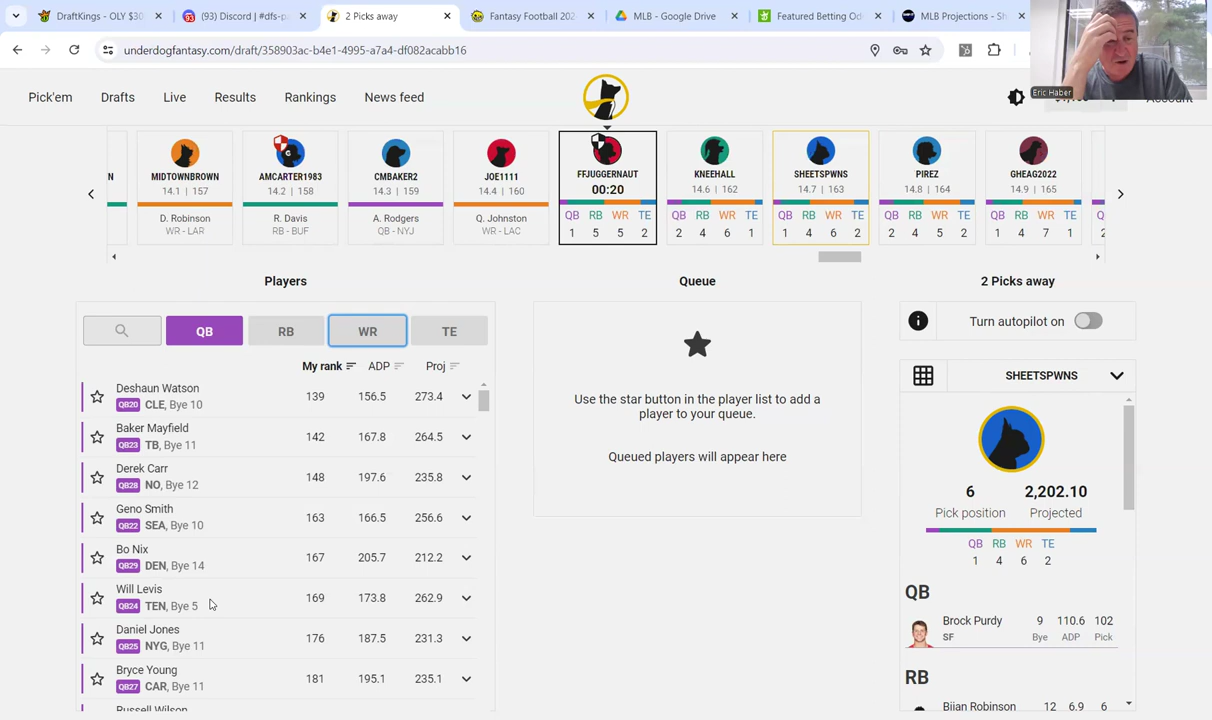 DraftKings - OLY $30
(93) Discord | #dfs-p
2 Picks away
Fantasy Football 202
MLB - Google Drive
Featured Betting Od
MLB Projections - Sh
underdogfantasy.com/draft/358903ac-b4e1-4995-a7a4-df082acabb16
Eric Haber
Pick'em
Drafts
Live
Results
Rankings
News feed
Account
MIDTOWNBROWN
14.1 | 157
D. Robinson
WR - LAR
AMCARTER1983
14.2 | 158
R. Davis
RB - BUF
CMBAKER2
14.3 | 159
A. Rodgers
QB - NYJ
JOE1111
14.4 | 160
Q. Johnston
WR - LAC
FFJUGGERNAUT
00:20
QB RB WR TE
1 5 5 2
KNEEHALL
14.6 | 162
QB RB WR TE
2 4 6 1
SHEETSPWNS
14.7 | 163
QB RB WR TE
1 4 6 2
PIREZ
14.8 | 164
QB RB WR TE
2 4 5 2
GHEAG2022
14.9 | 165
QB RB WR TE
1 4 7 1
Players
QB
RB
WR
TE
My rank ADP Proj
Deshaun Watson
QB20 CLE, Bye 10
139 156.5 273.4
Baker Mayfield
QB23 TB, Bye 11
142 167.8 264.5
Derek Carr
QB28 NO, Bye 12
148 197.6 235.8
Geno Smith
QB22 SEA, Bye 10
163 166.5 256.6
Bo Nix
QB29 DEN, Bye 14
167 205.7 212.2
Will Levis
QB24 TEN, Bye 5
169 173.8 262.9
Daniel Jones
QB25 NYG, Bye 11
176 187.5 231.3
Bryce Young
QB27 CAR, Bye 11
181 195.1 235.1
Russell Wilson
Queue
Use the star button in the player list to add a
player to your queue.
Queued players will appear here
2 Picks away
Turn autopilot on
SHEETSPWNS
6 2,202.10
Pick position Projected
QB RB WR TE
1 4 6 2
QB
Brock Purdy
SF
9 110.6 102
Bye ADP Pick
RB
Bijan Robinson 12 6.9 6